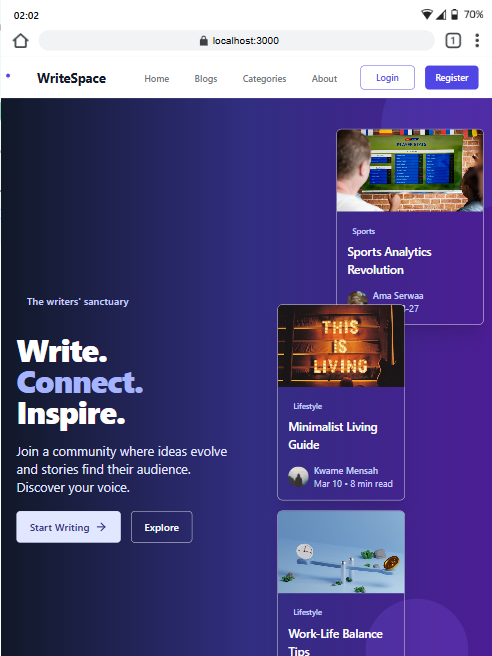 02:02
70%
localhost:3000
1
WriteSpace
Home
Blogs
Categories
About
Login
Register
PLAYER STATS
Sports
Sports Analytics
Revolution
Ama Serwaa
-27
The writers' sanctuary
Write.
Connect.
Inspire.
Join a community where ideas evolve
and stories find their audience.
Discover your voice.
Start Writing →
Explore
THIS
IS
LIVING
Lifestyle
Minimalist Living
Guide
Kwame Mensah
Mar 10 • 8 min read
Lifestyle
Work-Life Balance
Tips